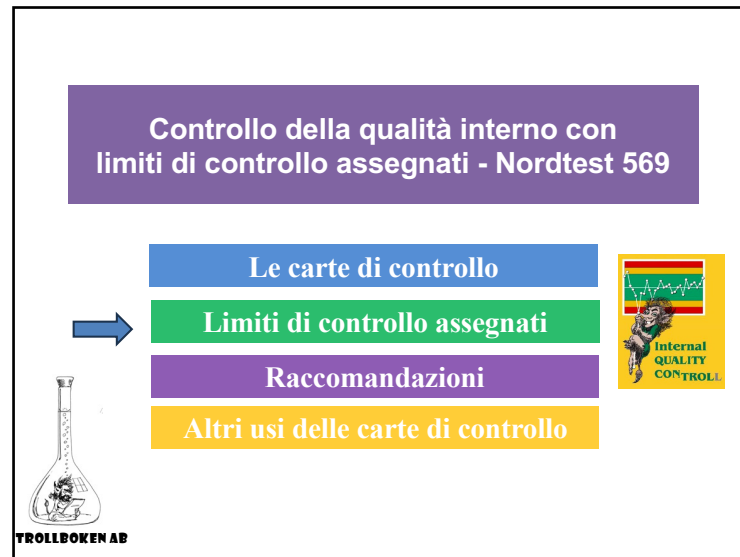 Controllo della qualità interno con
limiti di controllo assegnati - Nordtest 569
Le carte di controllo
Limiti di controllo assegnati
Raccomandazioni
Altri usi delle carte di controllo
Internal
QUALITY
CONTROLL
TROLLBOKEN AB